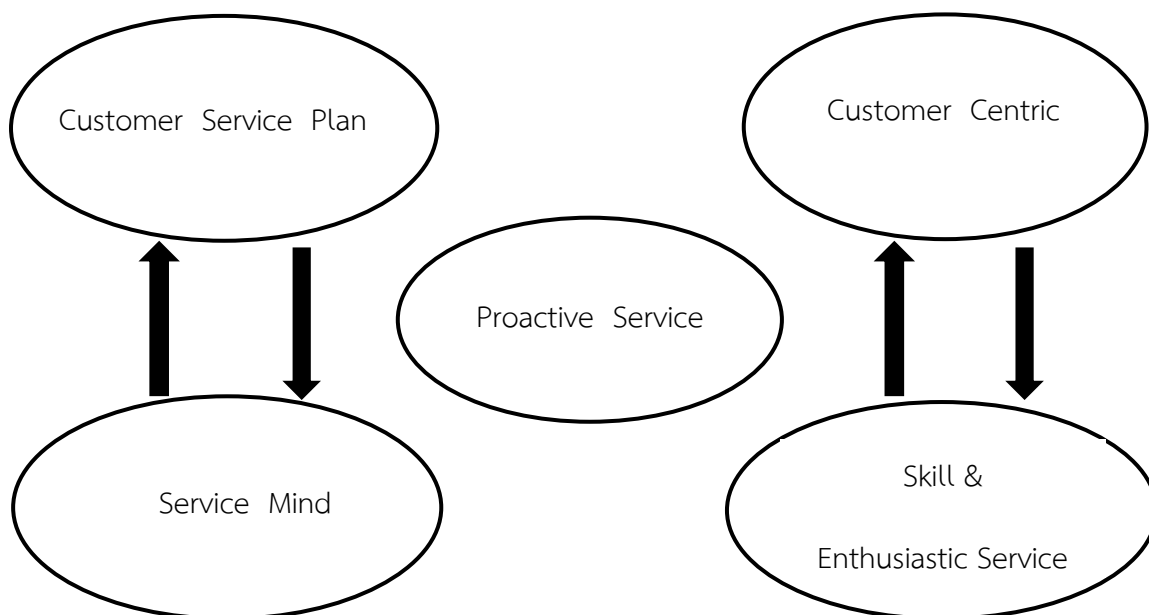 Customer Service Plan
Customer Centric
Proactive Service
Service Mind
Skill &
Enthusiastic Service